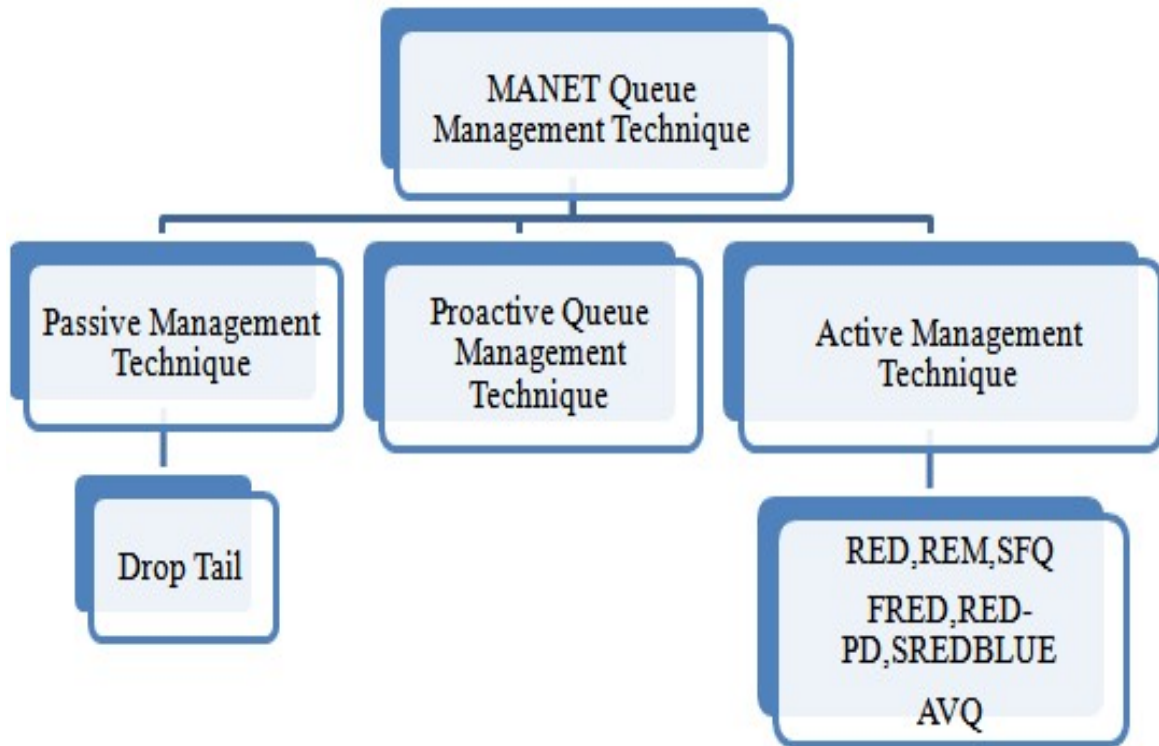 MANET Queue
Management Technique
Passive Management
Technique
Proactive Queue
Management
Technique
Active Management
Technique
Drop Tail
RED,REM,SFQ
FRED,RED-
PD,SREDBLUE
AVQ